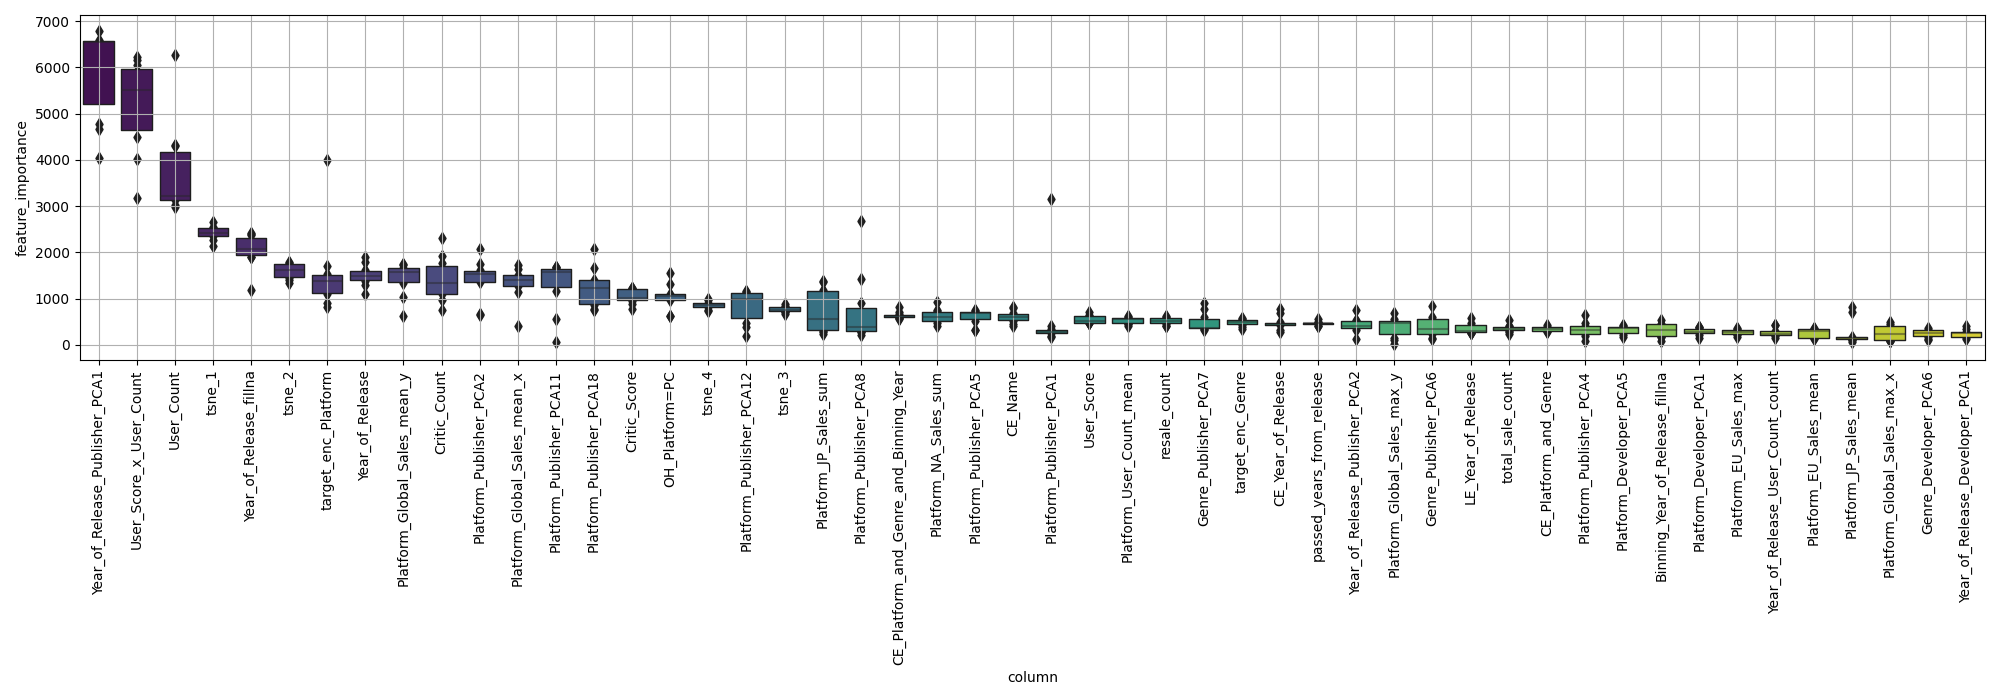 7000
6000
5000
4000
3000
2000
1000
0
feature_importance
Year_of_Release_Publisher_PCA1
User_Score_x_User_Count
User_Count
tsne_1
Year_of_Release_fillna
tsne_2
target_enc_Platform
Year_of_Release
Platform_Global_Sales_mean_y
Critic_Count
Platform_Publisher_PCA2
Platform_Global_Sales_mean_x
Platform_Publisher_PCA11
Platform_Publisher_PCA18
Critic_Score
OH_Platform=PC
tsne_4
Platform_Publisher_PCA12
tsne_3
Platform_JP_Sales_sum
Platform_Publisher_PCA8
CE_Platform_and_Genre_and_Binning_Year
Platform_NA_Sales_sum
Platform_Publisher_PCA5
CE_Name
Platform_Publisher_PCA1
User_Score
Platform_User_Count_mean
resale_count
Genre_Publisher_PCA7
target_enc_Genre
CE_Year_of_Release
passed_years_from_release
Year_of_Release_Publisher_PCA2
Platform_Global_Sales_max_y
Genre_Publisher_PCA6
LE_Year_of_Release
total_sale_count
CE_Platform_and_Genre
Platform_Publisher_PCA4
Platform_Developer_PCA5
Binning_Year_of_Release_fillna
Platform_Developer_PCA1
Platform_EU_Sales_max
Year_of_Release_User_Count_count
Platform_EU_Sales_mean
Platform_JP_Sales_mean
Platform_Global_Sales_max_x
Genre_Developer_PCA6
Year_of_Release_Developer_PCA1
column